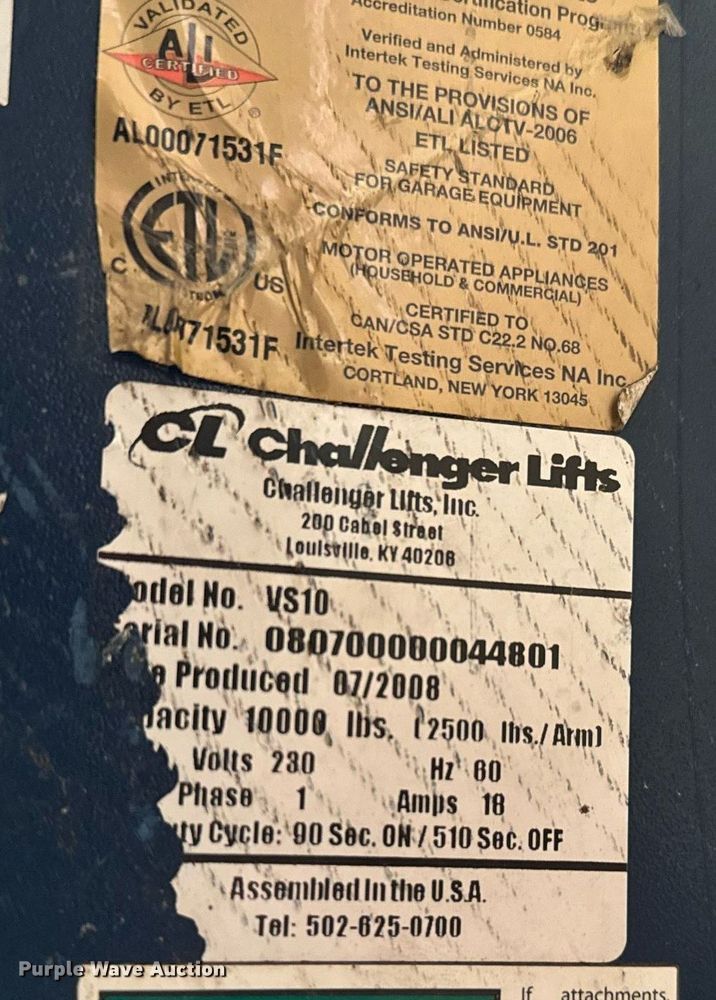 VALIDATED
ALI
CERTIFIED
BY ETL
®
AL00071531F
C
ETL
US
71531F
Accreditation Number 0584
Verified and Administered by
Intertek Testing Services NA Inc.
TO THE PROVISIONS OF
ANSI/ALI ALCTV-2006
ETL LISTED
SAFETY STANDARD
FOR GARAGE EQUIPMENT
CONFORMS TO ANSI/U.L. STD 201
MOTOR OPERATED APPLIANCES
(HOUSEHOLD & COMMERCIAL)
CERTIFIED TO
CAN/CSA STD C22.2 NO.68
Intertek Testing Services NA Inc.
CORTLAND, NEW YORK 13045
CL Challenger Lifts
Challenger Lifts, Inc.
200 Cabel Street
Louisville, KY 40206
odel No. VS10
erial No. 080700000044801
e Produced 07/2008
acity 10000 lbs. (2500 lbs./Arm)
Volts 230 Hz 60
Phase 1 Amps 18
ty Cycle: 90 Sec. ON / 510 Sec. OFF
Assembled In the U.S.A.
Tel: 502-625-0700
Purple Wave Auction
If attachments,